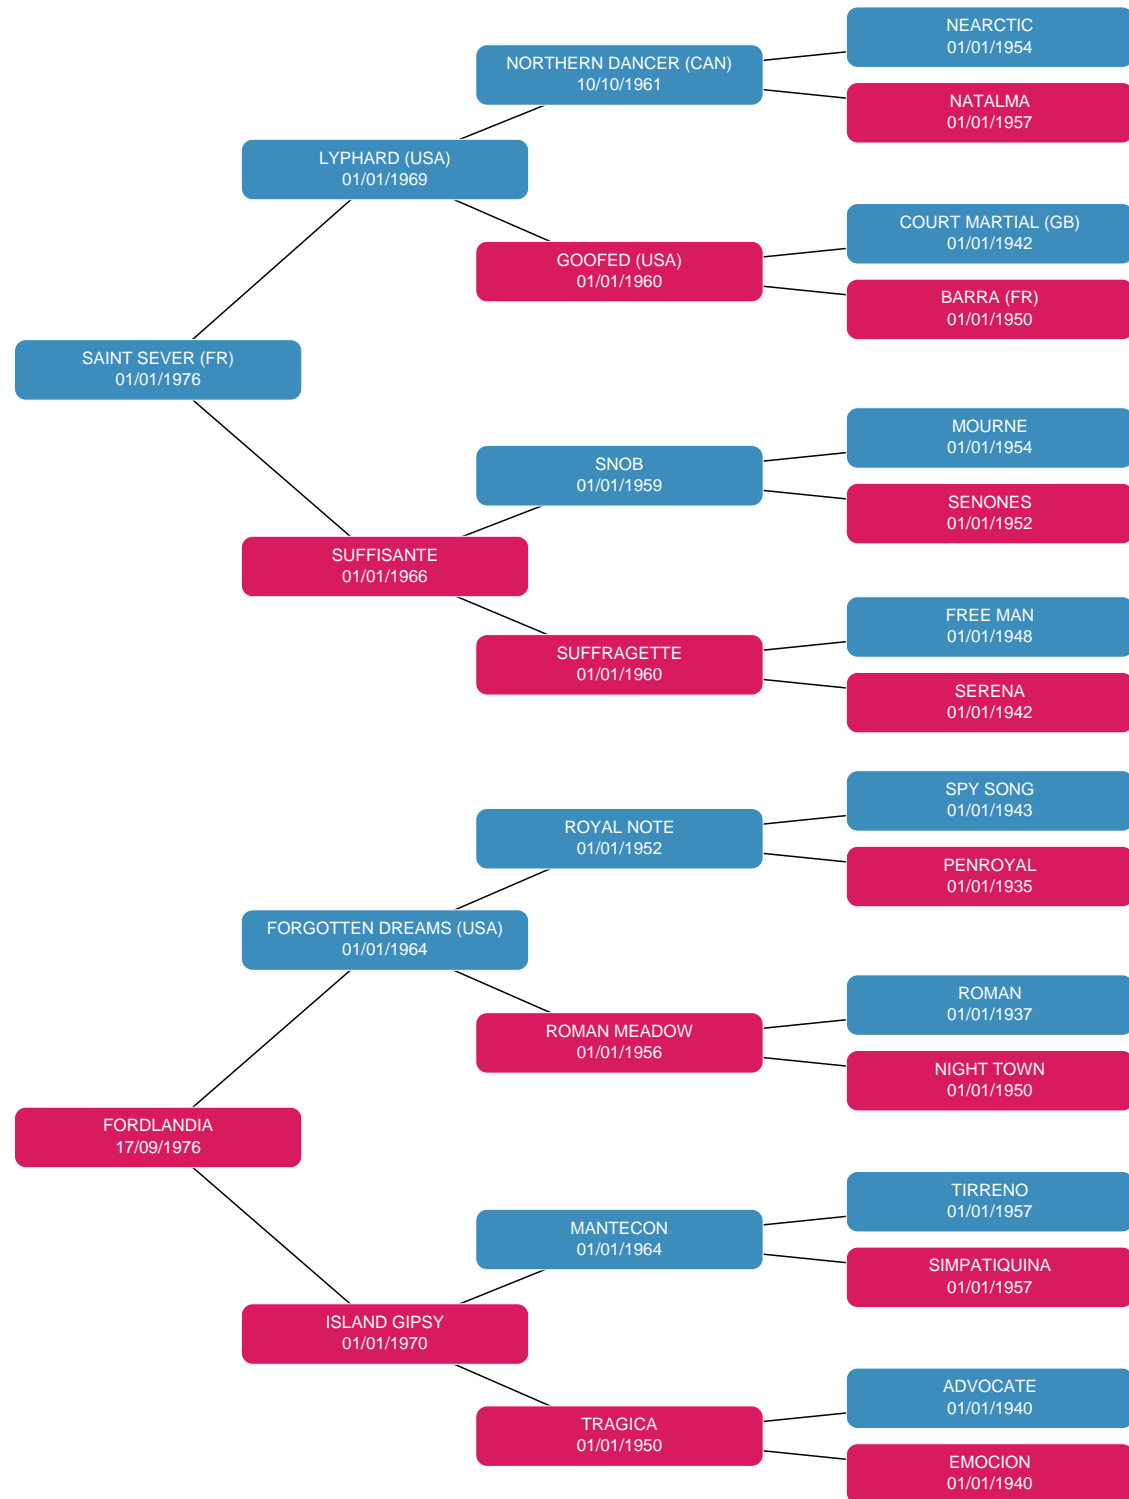 NEARCTIC
01/01/1954
NORTHERN DANCER (CAN)
10/10/1961
NATALMA
01/01/1957
LYPHARD (USA)
01/01/1969
COURT MARTIAL (GB)
01/01/1942
GOOFED (USA)
01/01/1960
BARRA (FR)
01/01/1950
SAINT SEVER (FR)
01/01/1976
MOURNE
01/01/1954
SNOB
01/01/1959
SENONES
01/01/1952
SUFFISANTE
01/01/1966
FREE MAN
01/01/1948
SUFFRAGETTE
01/01/1960
SERENA
01/01/1942
SPY SONG
01/01/1943
ROYAL NOTE
01/01/1952
PENROYAL
01/01/1935
FORGOTTEN DREAMS (USA)
01/01/1964
ROMAN
01/01/1937
ROMAN MEADOW
01/01/1956
NIGHT TOWN
01/01/1950
FORDLANDIA
17/09/1976
TIRRENO
01/01/1957
MANTECON
01/01/1964
SIMPATIQUINA
01/01/1957
ISLAND GIPSY
01/01/1970
ADVOCATE
01/01/1940
TRAGICA
01/01/1950
EMOCION
01/01/1940